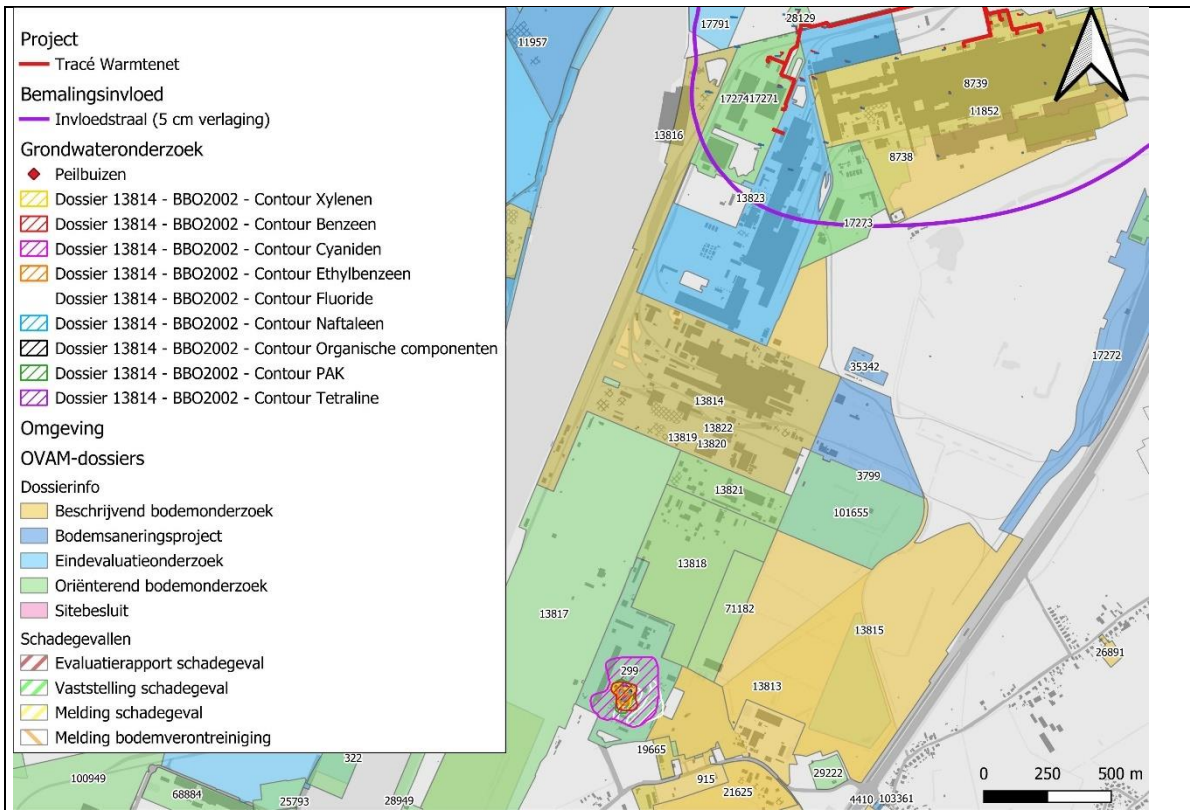 Project
Tracé Warmtenet
Bemalingsinvloed
Invloedstraal (5 cm verlaging)
Grondwateronderzoek
Peilbuizen
Dossier 13814 - BBO2002 - Contour Xylenen
Dossier 13814 - BBO2002 - Contour Benzeen
Dossier 13814 - BBO2002 - Contour Cyaniden
Dossier 13814 - BBO2002 - Contour Ethylbenzeen
Dossier 13814 - BBO2002 - Contour Fluoride
Dossier 13814 - BBO2002 - Contour Naftaleen
Dossier 13814 - BBO2002 - Contour Organische componenten
Dossier 13814 - BBO2002 - Contour PAK
Dossier 13814 - BBO2002 - Contour Tetraline
Omgeving
OVAM-dossiers
Dossierinfo
Beschrijvend bodemonderzoek
Bodemsaneringsproject
Eindevaluatieonderzoek
Oriënterend bodemonderzoek
Sitebesluit
Schadegevallen
Evaluatierapport schadegeval
Vaststelling schadegeval
Melding schadegeval
Melding bodemverontreiniging
17791
28129
11957
8739
17274
17271
11852
13816
8738
13823
17273
17272
35342
13814
13822
13819
13820
3799
13821
101655
13818
71182
13817
13815
26891
299
13813
19665
322
915
29222
100949
68884
25793
28949
21625
4410
103361
0 250 500 m